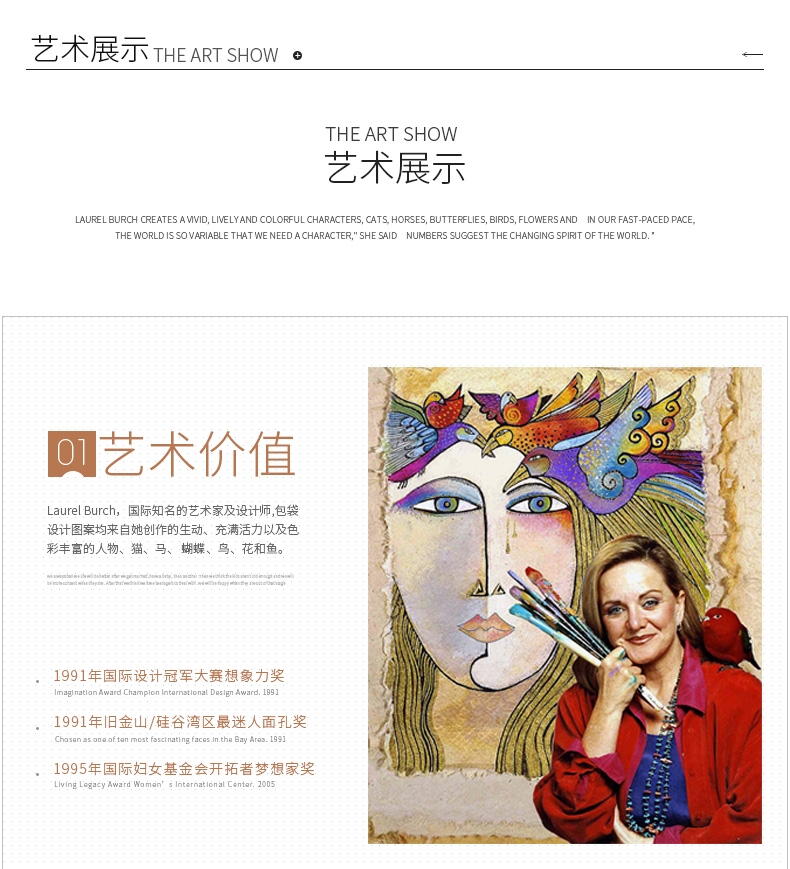 艺术展示 THE ART SHOW
THE ART SHOW
艺术展示
LAUREL BURCH CREATES A VIVID, LIVELY AND COLORFUL CHARACTERS, CATS, HORSES, BUTTERFLIES, BIRDS, FLOWERS AND IN OUR FAST-PACED PACE,
THE WORLD IS SO VARIABLE THAT WE NEED A CHARACTER," SHE SAID NUMBERS SUGGEST THE CHANGING SPIRIT OF THE WORLD. "
01 艺术价值
Laurel Burch，国际知名的艺术家及设计师,包袋
设计图案均来自她创作的生动、充满活力以及色
彩丰富的人物、猫、马、 蝴蝶、鸟、花和鱼。
1991年国际设计冠军大赛想象力奖
Imagination Award Champion International Design Award. 1991
1991年旧金山/硅谷湾区最迷人面孔奖
Chosen as one of ten most fascinating faces in the Bay Area. 1991
1995年国际妇女基金会开拓者梦想家奖
Living Legacy Award Women’s International Center. 2005